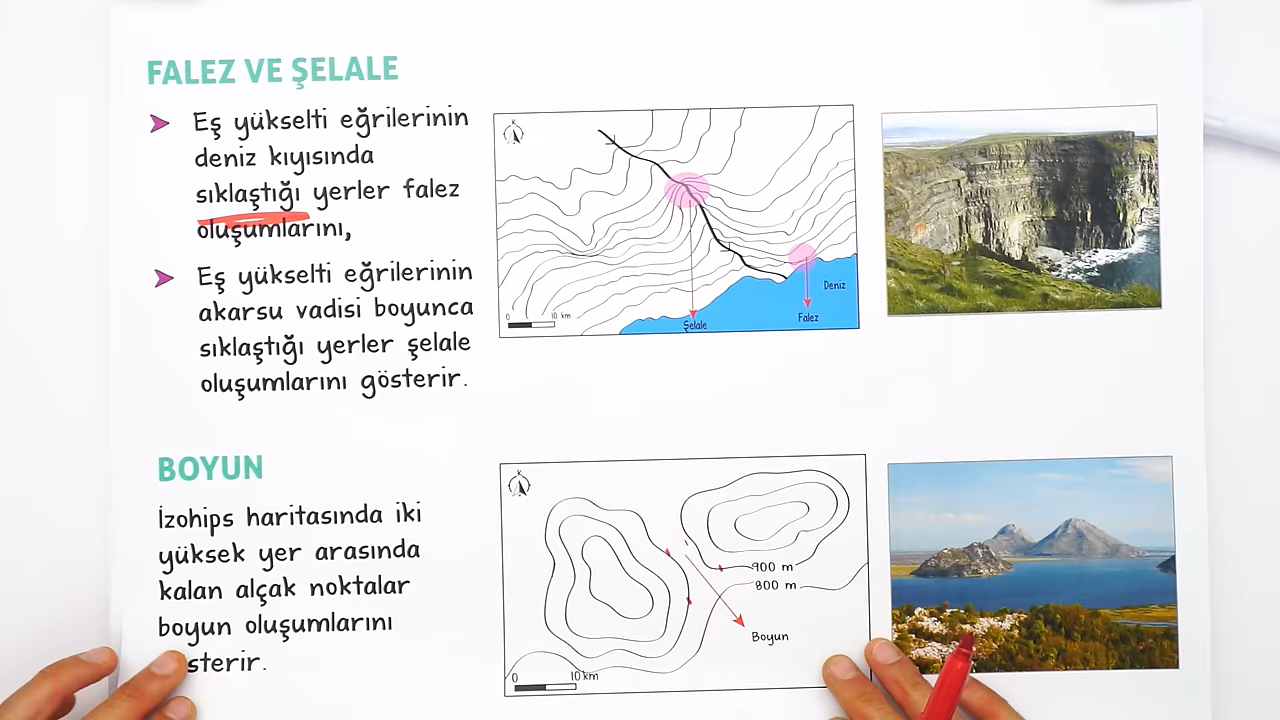 FALEZ VE ŞELALE
Eş yükselti eğrilerinin
deniz kıyısında
sıklaştığı yerler falez
oluşumlarını,
Eş yükselti eğrilerinin
akarsu vadisi boyunca
sıklaştığı yerler şelale
oluşumlarını gösterir.
K
Deniz
Şelale
Falez
0 10 km
BOYUN
İzohips haritasında iki
yüksek yer arasında
kalan alçak noktalar
boyun oluşumlarını
sterir.
K
900 m
800 m
Boyun
0 10 km